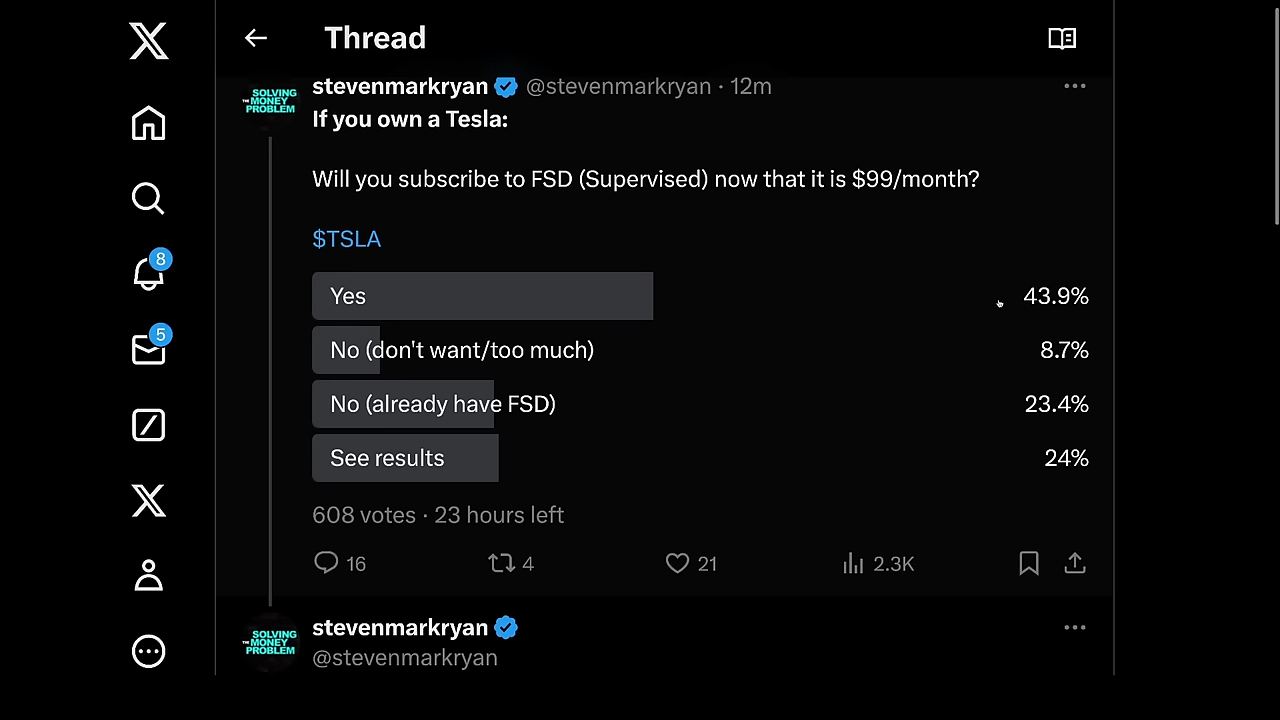 Thread
SOLVING
THE MONEY
PROBLEM
stevenmarkryan @stevenmarkryan · 12m
If you own a Tesla:
Will you subscribe to FSD (Supervised) now that it is $99/month?
$TSLA
Yes 43.9%
No (don't want/too much) 8.7%
No (already have FSD) 23.4%
See results 24%
608 votes · 23 hours left
16 4 21 2.3K
SOLVING
THE MONEY
PROBLEM
stevenmarkryan
@stevenmarkryan
8
5